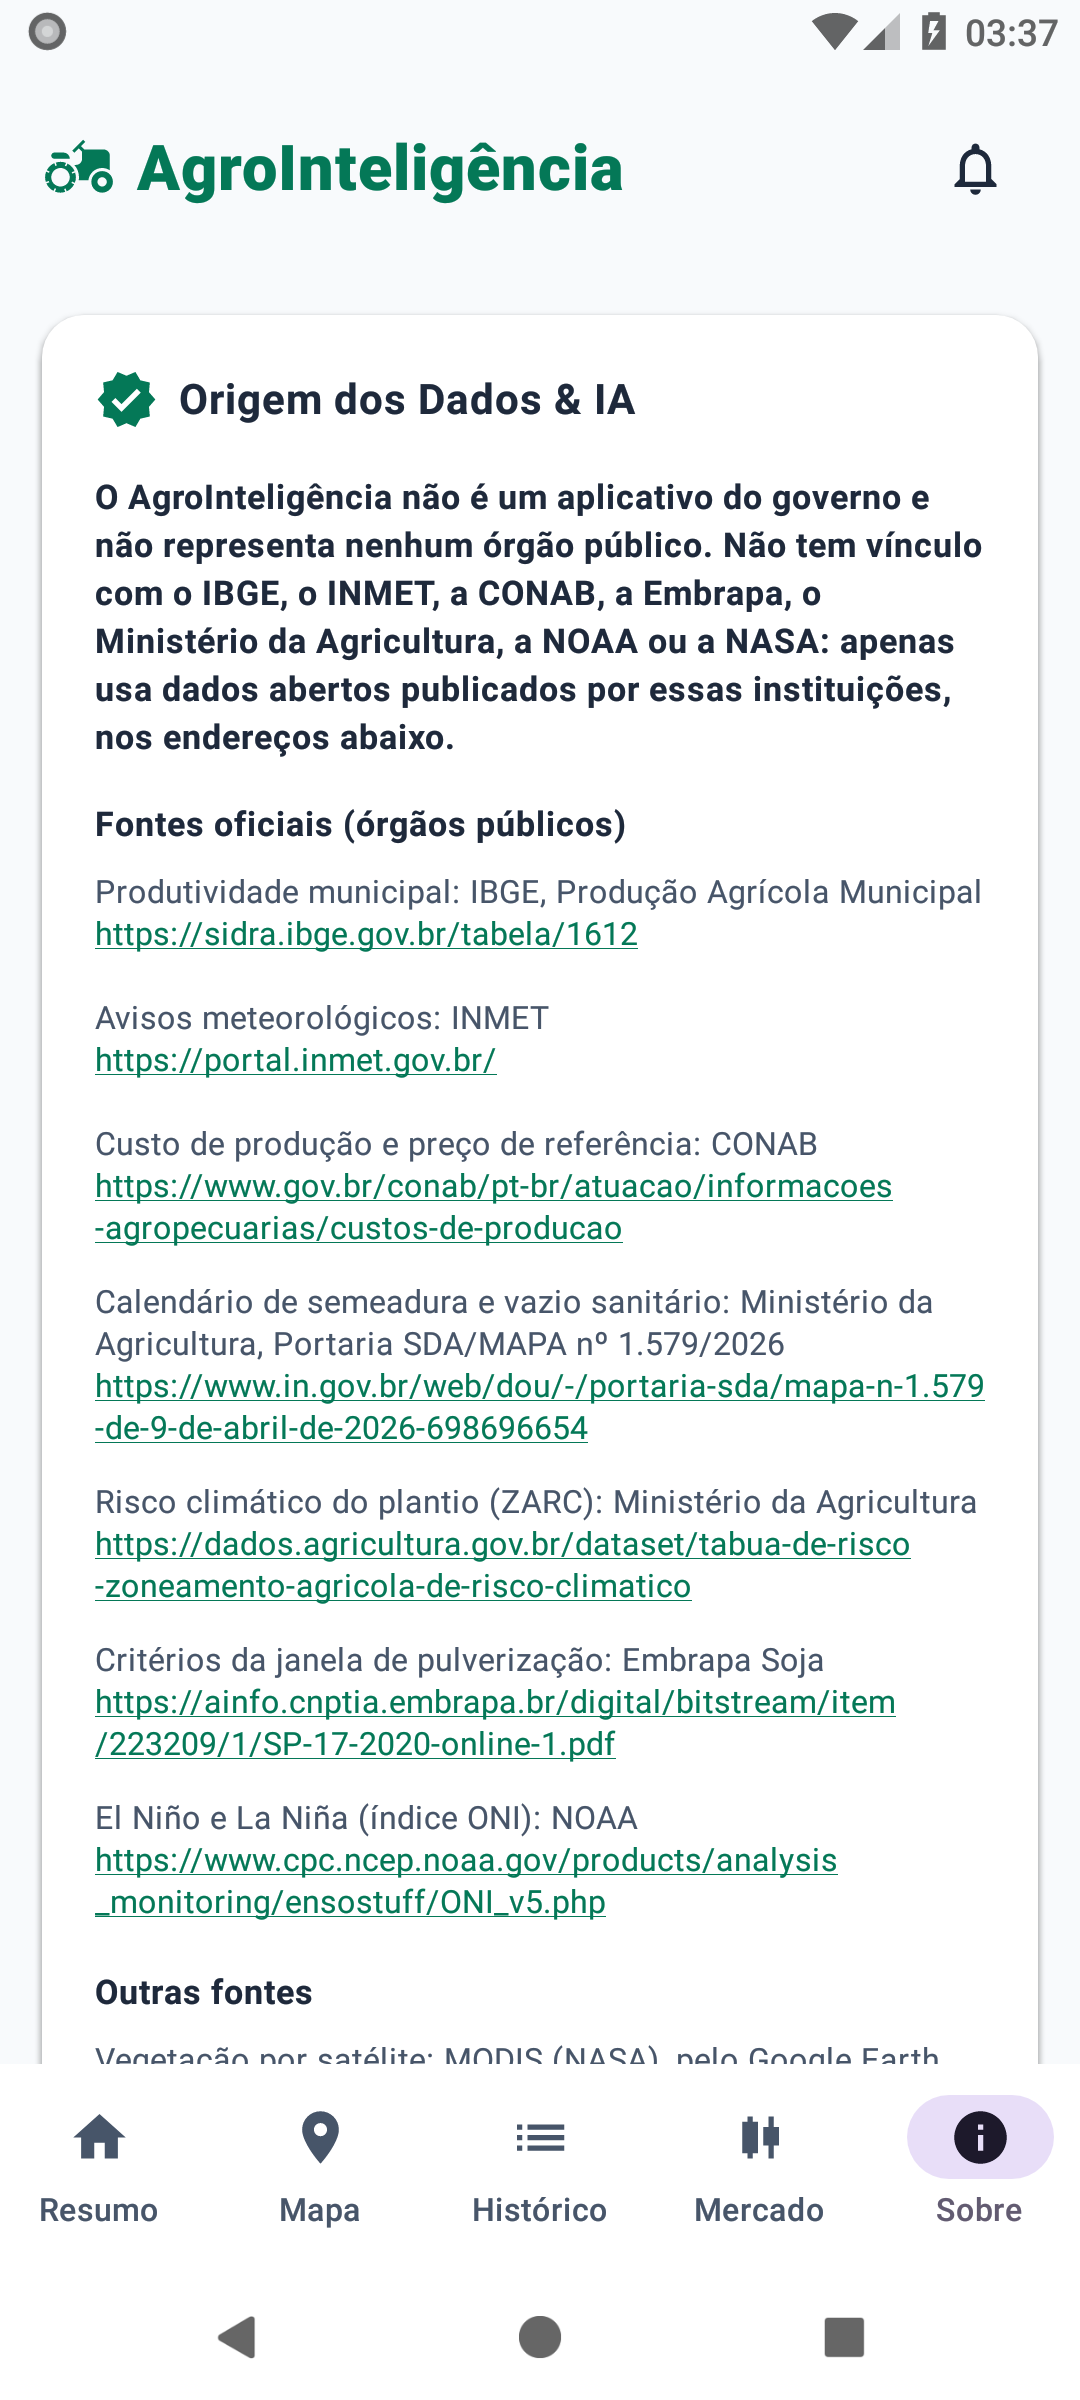 03:37
AgroInteligência
Origem dos Dados & IA
O AgroInteligência não é um aplicativo do governo e
não representa nenhum órgão público. Não tem vínculo
com o IBGE, o INMET, a CONAB, a Embrapa, o
Ministério da Agricultura, a NOAA ou a NASA: apenas
usa dados abertos publicados por essas instituições,
nos endereços abaixo.
Fontes oficiais (órgãos públicos)
Produtividade municipal: IBGE, Produção Agrícola Municipal
https://sidra.ibge.gov.br/tabela/1612
Avisos meteorológicos: INMET
https://portal.inmet.gov.br/
Custo de produção e preço de referência: CONAB
https://www.gov.br/conab/pt-br/atuacao/informacoes
-agropecuarias/custos-de-producao
Calendário de semeadura e vazio sanitário: Ministério da
Agricultura, Portaria SDA/MAPA nº 1.579/2026
https://www.in.gov.br/web/dou/-/portaria-sda/mapa-n-1.579
-de-9-de-abril-de-2026-698696654
Risco climático do plantio (ZARC): Ministério da Agricultura
https://dados.agricultura.gov.br/dataset/tabua-de-risco
-zoneamento-agricola-de-risco-climatico
Critérios da janela de pulverização: Embrapa Soja
https://ainfo.cnptia.embrapa.br/digital/bitstream/item
/223209/1/SP-17-2020-online-1.pdf
El Niño e La Niña (índice ONI): NOAA
https://www.cpc.ncep.noaa.gov/products/analysis
_monitoring/ensostuff/ONI_v5.php
Outras fontes
Vegetação por satélite: MODIS (NASA), pelo Google Earth
Resumo
Mapa
Histórico
Mercado
Sobre